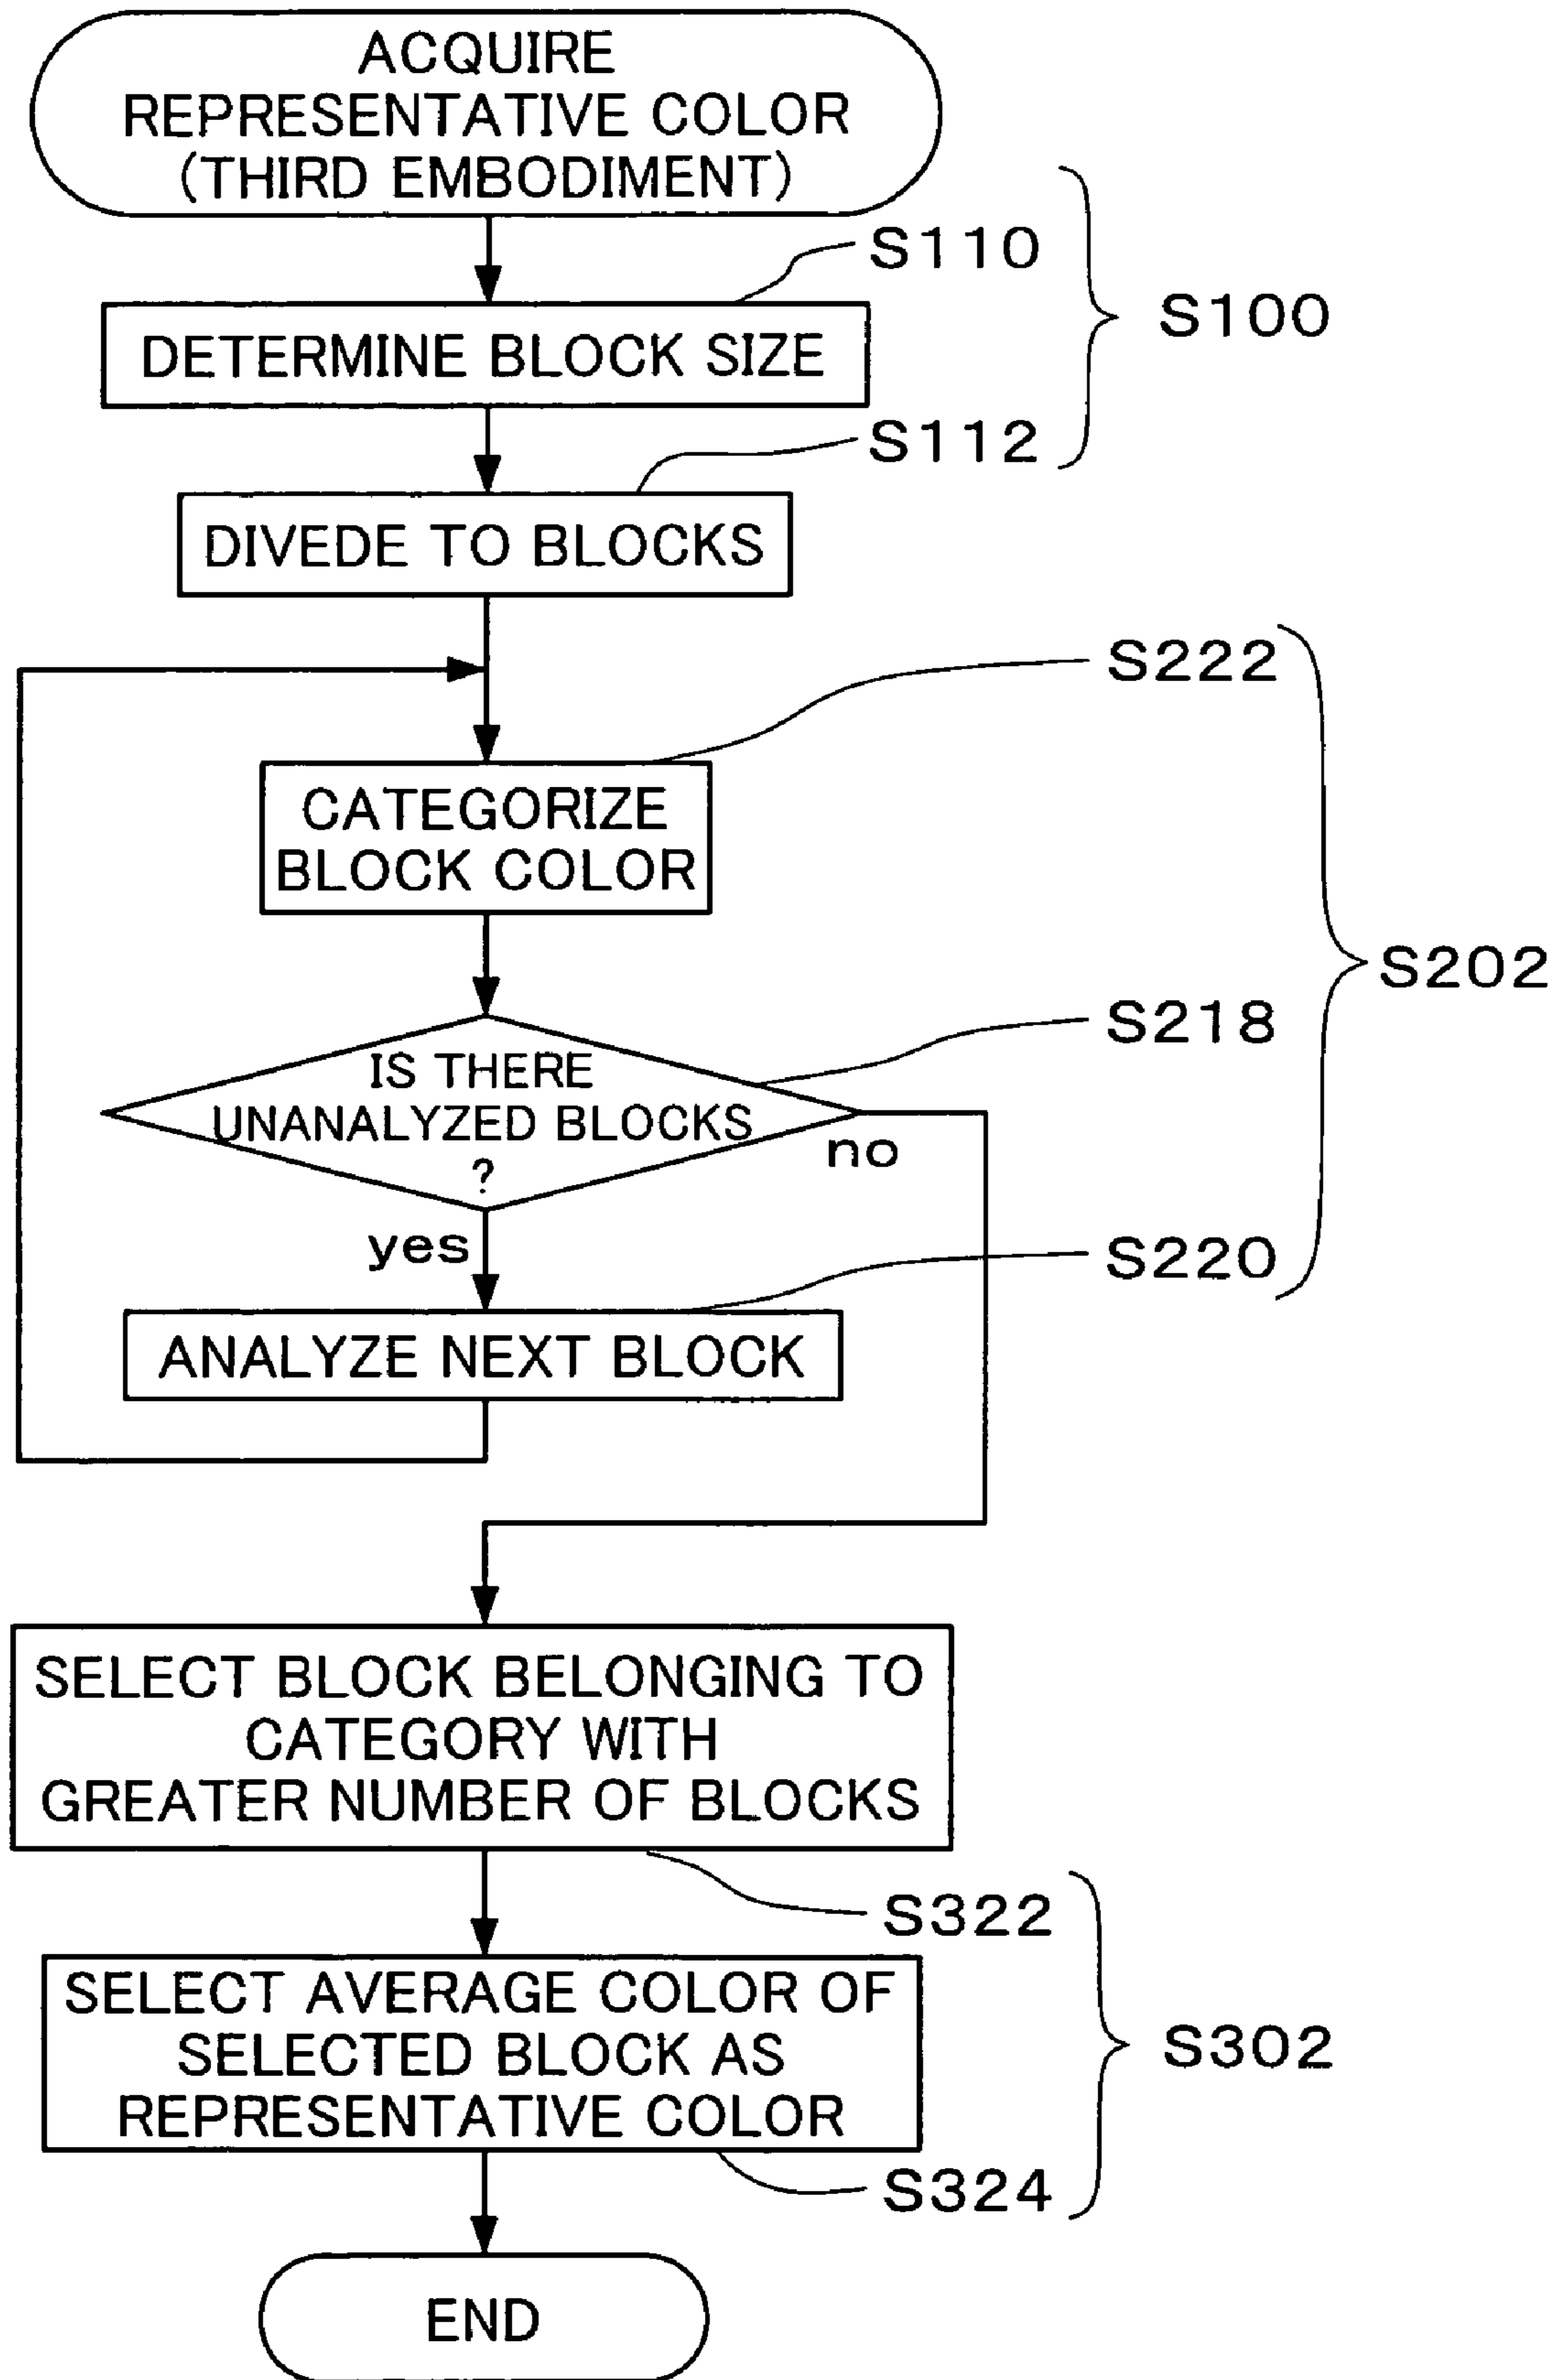 ACQUIRE
REPRESENTATIVE COLOR
(THIRD EMBODIMENT)
S110
S100
DETERMINE BLOCK SIZE
S112
DIVEDE TO BLOCKS
S222
CATEGORIZE
BLOCK COLOR
S202
S218
IS THERE
UNANALYZED BLOCKS
?
no
yes
S220
ANALYZE NEXT BLOCK
SELECT BLOCK BELONGING TO
CATEGORY WITH
GREATER NUMBER OF BLOCKS
S322
SELECT AVERAGE COLOR OF
SELECTED BLOCK AS
REPRESENTATIVE COLOR
S302
S324
END